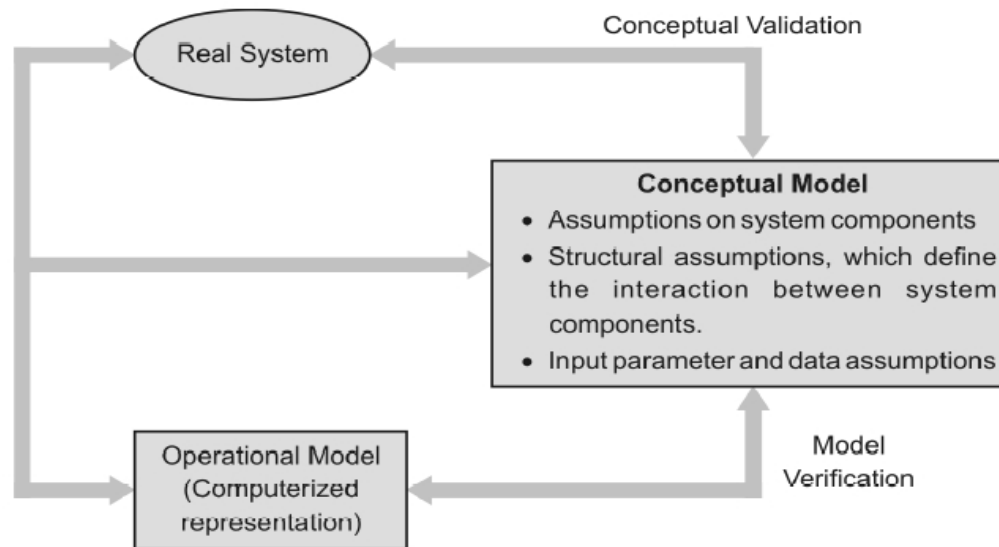 Conceptual Validation
Real System
Conceptual Model
• Assumptions on system components
• Structural assumptions, which define
the interaction between system
components.
• Input parameter and data assumptions
Operational Model
(Computerized
representation)
Model
Verification